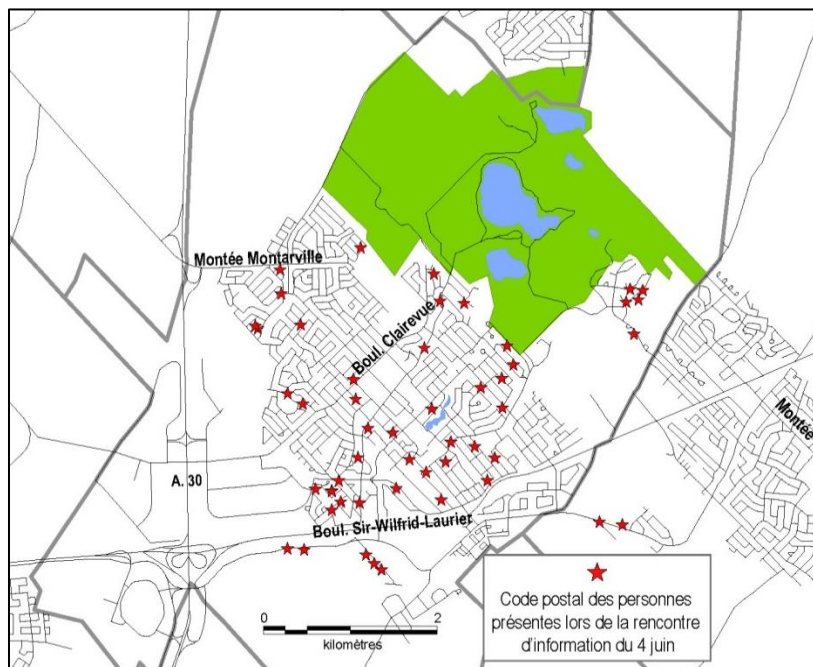 Montée Montarville
Boul. Clairevue
Montée
A. 30
Boul. Sir-Wilfrid-Laurier
0 2
kilomètres
Code postal des personnes
présentes lors de la rencontre
d'information du 4 juin